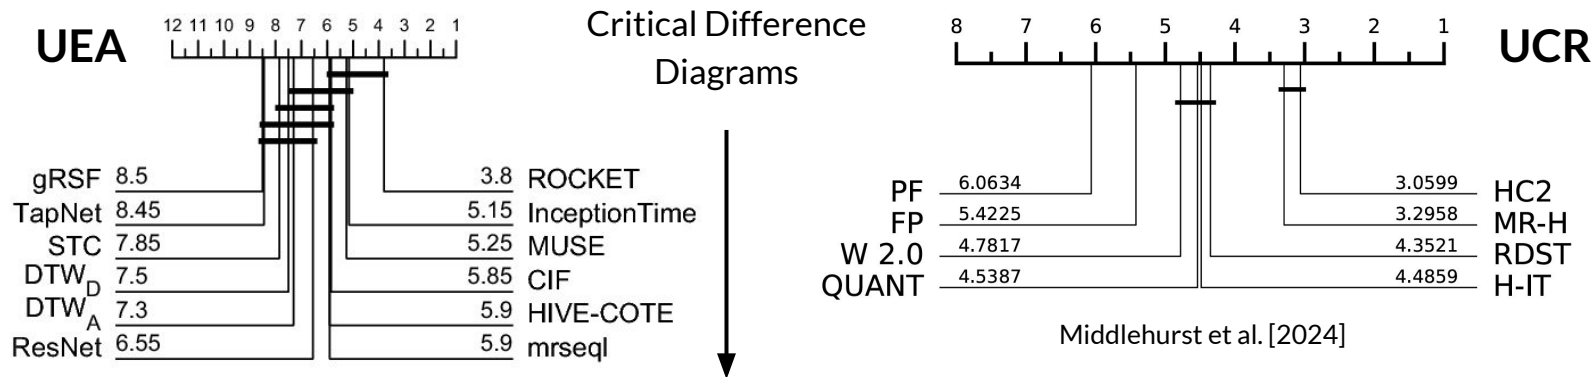 UEA
12 11 10 9 8 7 6 5 4 3 2 1
gRSF 8.5
TapNet 8.45
STC 7.85
DTW_D 7.5
DTW_A 7.3
ResNet 6.55
3.8 ROCKET
5.15 InceptionTime
5.25 MUSE
5.85 CIF
5.9 HIVE-COTE
5.9 mrseql
Critical Difference
Diagrams
UCR
8 7 6 5 4 3 2 1
PF 6.0634
FP 5.4225
W 2.0 4.7817
QUANT 4.5387
3.0599 HC2
3.2958 MR-H
4.3521 RDST
4.4859 H-IT
Middlehurst et al. [2024]